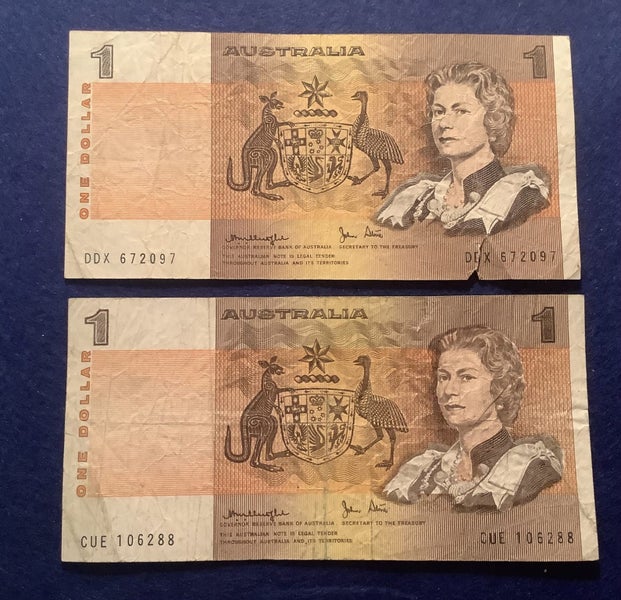 1 AUSTRALIA 1
ONE DOLLAR
GOVERNOR RESERVE BANK OF AUSTRALIA SECRETARY TO THE TREASURY
THIS AUSTRALIAN NOTE IS LEGAL TENDER
THROUGHOUT AUSTRALIA AND ITS TERRITORIES
DDX 672097 DDX 672097
1 AUSTRALIA 1
ONE DOLLAR
GOVERNOR RESERVE BANK OF AUSTRALIA SECRETARY TO THE TREASURY
THIS AUSTRALIAN NOTE IS LEGAL TENDER
THROUGHOUT AUSTRALIA AND ITS TERRITORIES
CUE 106288 CUE 106288